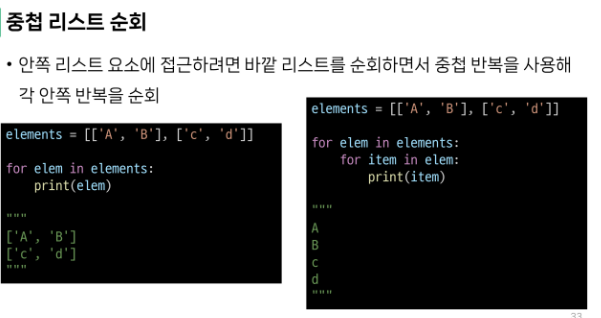 중첩 리스트 순회
• 안쪽 리스트 요소에 접근하려면 바깥 리스트를 순회하면서 중첩 반복을 사용해
각 안쪽 반복을 순회
elements = [['A', 'B'], ['c', 'd']]
for elem in elements:
    print(elem)
"""
['A', 'B']
['c', 'd']
"""
elements = [['A', 'B'], ['c', 'd']]
for elem in elements:
    for item in elem:
        print(item)
"""
A
B
c
d
"""
33